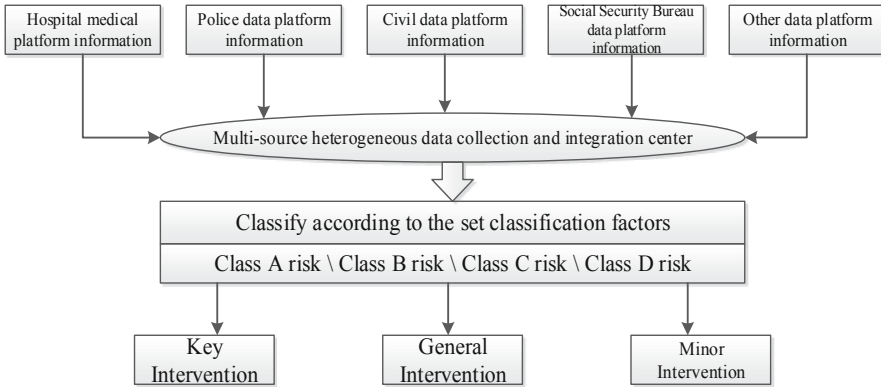 Hospital medical
platform information
Police data platform
information
Civil data platform
information
Social Security Bureau
data platform
information
Other data platform
information
Multi-source heterogeneous data collection and integration center
Classify according to the set classification factors
Class A risk \ Class B risk \ Class C risk \ Class D risk
Key
Intervention
General
Intervention
Minor
Intervention